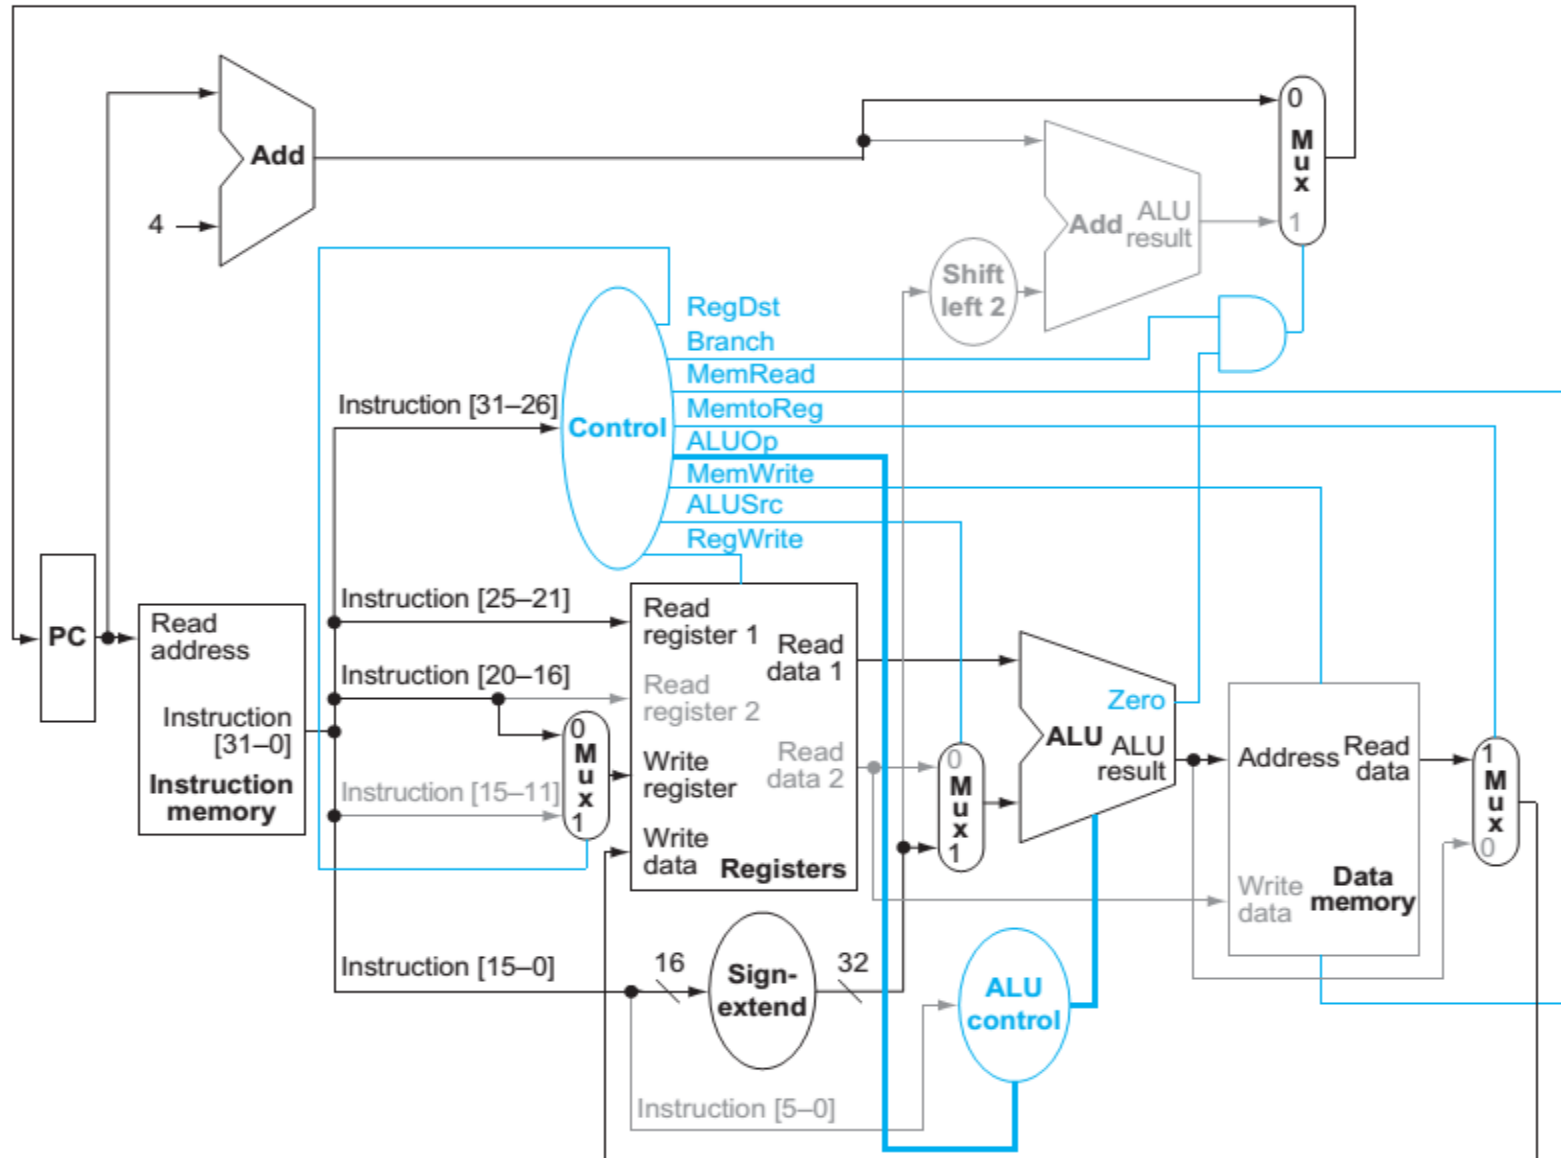 Add
4
0
M
u
x
1
Add
ALU
result
Shift
left 2
RegDst
Branch
MemRead
MemtoReg
ALUOp
MemWrite
ALUSrc
RegWrite
Control
Instruction [31–26]
Instruction [25–21]
Instruction [20–16]
Instruction [15–11]
Instruction [15–0]
Instruction [5–0]
PC
Read
address
Instruction
[31–0]
Instruction
memory
0
M
u
x
1
Read
register 1
Read
register 2
Write
register
Write
data
Read
data 1
Read
data 2
Registers
16
Sign-
extend
32
0
M
u
x
1
Zero
ALU
ALU
result
ALU
control
Address
Read
data
Write
data
Data
memory
1
M
u
x
0